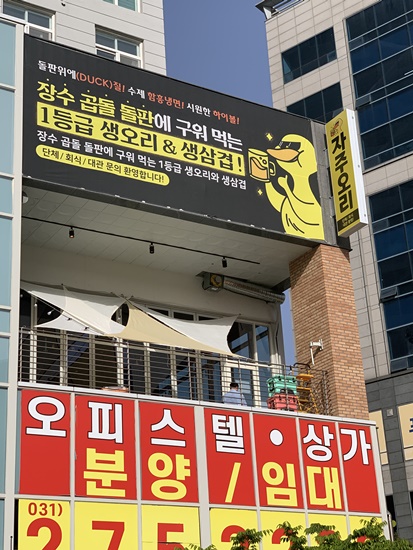 돌판위에(DUCK)질! 수제 함흥냉면! 시원한 하이볼!
장수 곱돌 돌판에 구워 먹는
1등급 생오리 & 생삼겹!
장수 곱돌 돌판에 구워 먹는 1등급 생오리와 생삼겹
단체 / 회식 / 대관 문의 환영합니다!
자주오리
오피스텔·상가
분양/임대
031)